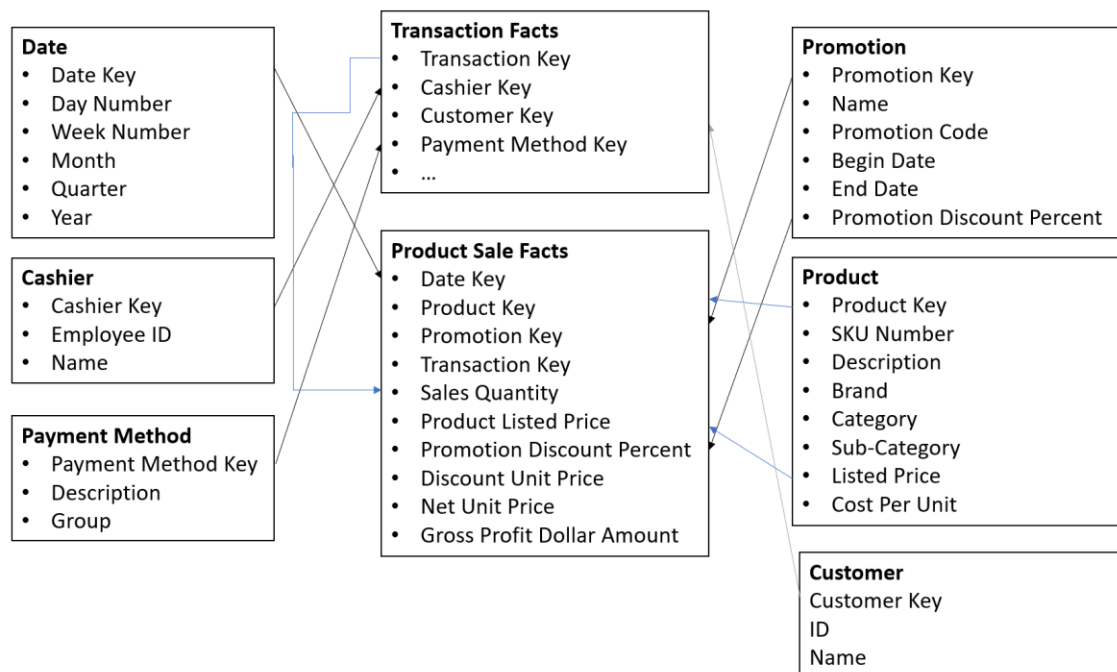 Date
• Date Key
• Day Number
• Week Number
• Month
• Quarter
• Year
Cashier
• Cashier Key
• Employee ID
• Name
Payment Method
• Payment Method Key
• Description
• Group
Transaction Facts
• Transaction Key
• Cashier Key
• Customer Key
• Payment Method Key
• ...
Product Sale Facts
• Date Key
• Product Key
• Promotion Key
• Transaction Key
• Sales Quantity
• Product Listed Price
• Promotion Discount Percent
• Discount Unit Price
• Net Unit Price
• Gross Profit Dollar Amount
Promotion
• Promotion Key
• Name
• Promotion Code
• Begin Date
• End Date
• Promotion Discount Percent
Product
• Product Key
• SKU Number
• Description
• Brand
• Category
• Sub-Category
• Listed Price
• Cost Per Unit
Customer
Customer Key
ID
Name